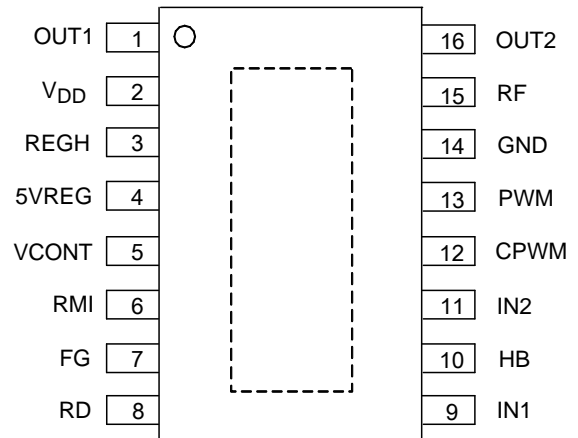 OUT1 1 16 OUT2
VDD 2 15 RF
REGH 3 14 GND
5VREG 4 13 PWM
VCONT 5 12 CPWM
RMI 6 11 IN2
FG 7 10 HB
RD 8 9 IN1